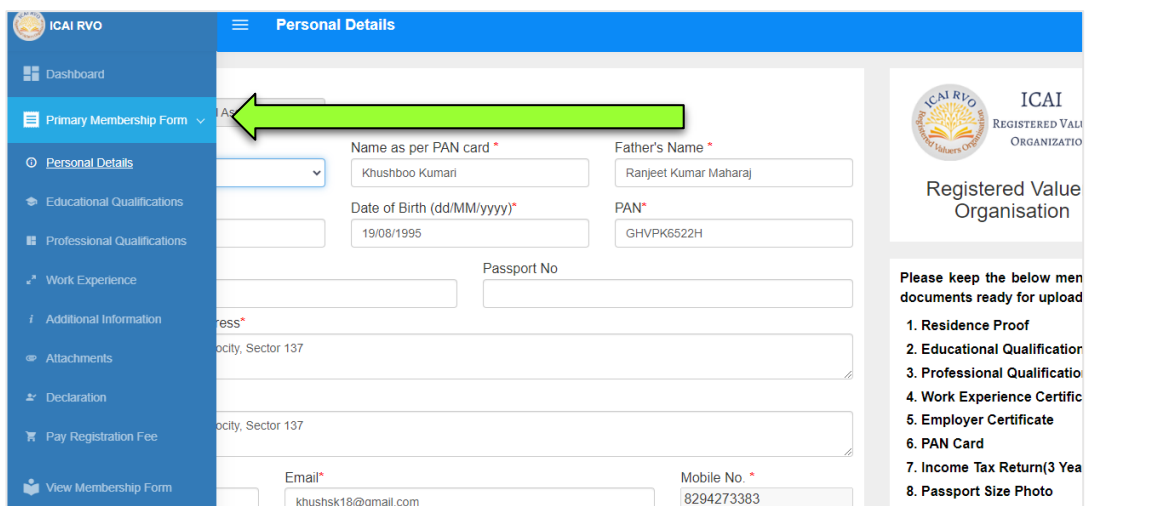 ICAI RVO
Personal Details
Dashboard
Primary Membership Form
Personal Details
Educational Qualifications
Professional Qualifications
Work Experience
Additional Information
Attachments
Declaration
Pay Registration Fee
View Membership Form
Name as per PAN card *
Khushboo Kumari
Father's Name *
Ranjeet Kumar Maharaj
Date of Birth (dd/MM/yyyy)*
19/08/1995
PAN*
GHVPK6522H
Passport No
ress*
ocity, Sector 137
ocity, Sector 137
Email*
khushsk18@gmail.com
Mobile No. *
8294273383
ICAI RVO
Registered Valuers Organisation
ICAI
REGISTERED VALU
ORGANIZATIO
Registered Value
Organisation
Please keep the below men
documents ready for upload
1. Residence Proof
2. Educational Qualification
3. Professional Qualificatio
4. Work Experience Certific
5. Employer Certificate
6. PAN Card
7. Income Tax Return(3 Yea
8. Passport Size Photo